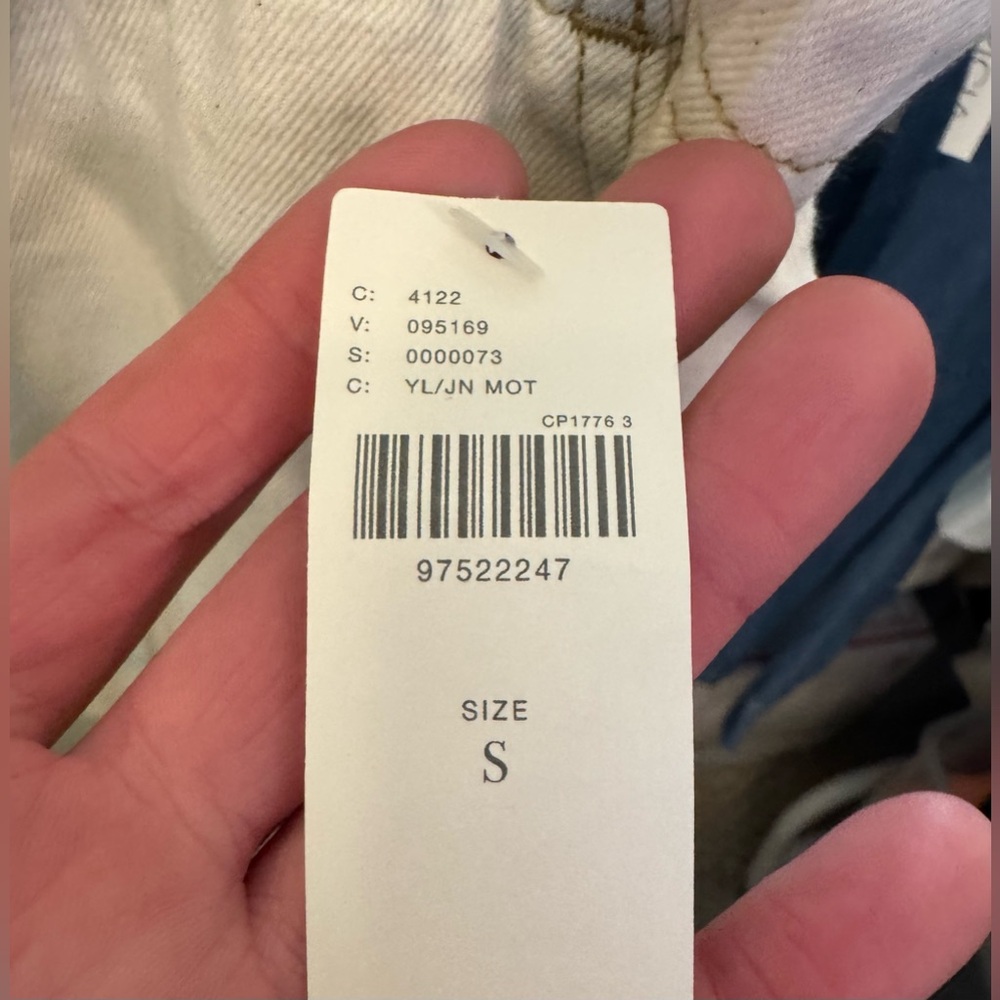 C: 4122
V: 095169
S: 0000073
C: YL/JN MOT
CP1776 3
97522247
SIZE
S